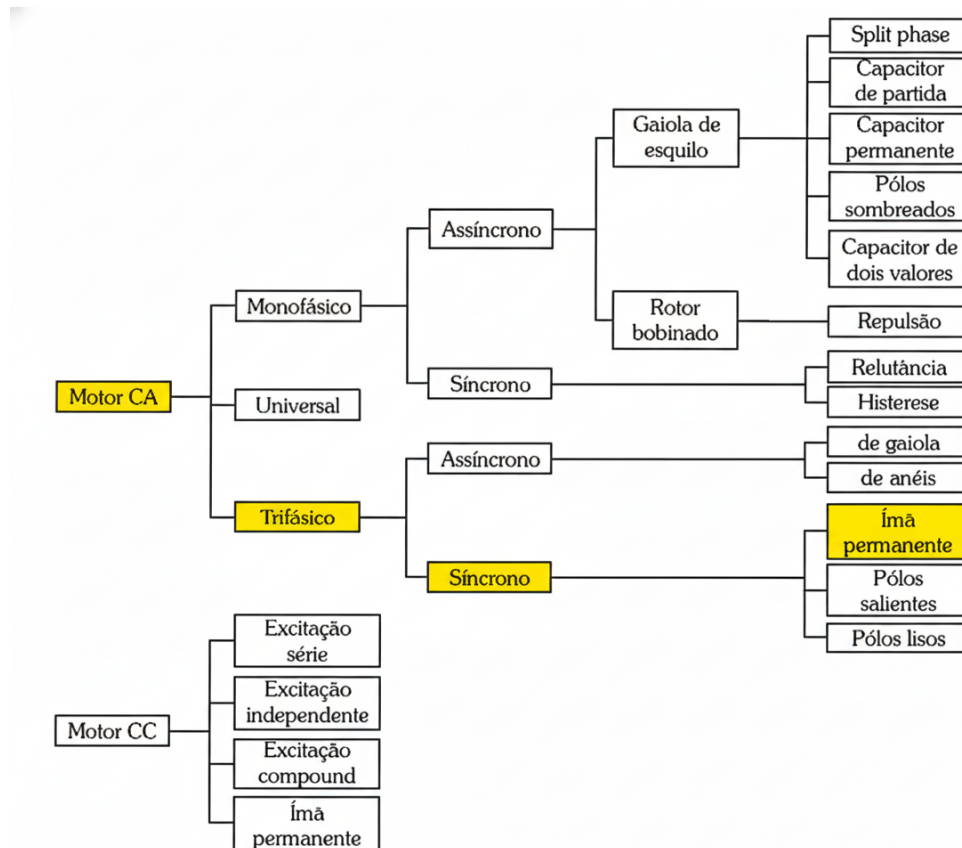 Split phase
Capacitor
de partida
Gaiola de
esquilo
Capacitor
permanente
Pólos
sombreados
Assíncrono
Capacitor de
dois valores
Monofásico
Rotor
bobinado
Repulsão
Relutância
Síncrono
Motor CA
Universal
Histerese
de gaiola
Assíncrono
de anéis
Trifásico
Ímã
permanente
Síncrono
Pólos
salientes
Excitação
série
Pólos lisos
Excitação
independente
Motor CC
Excitação
compound
Ímã
permanente